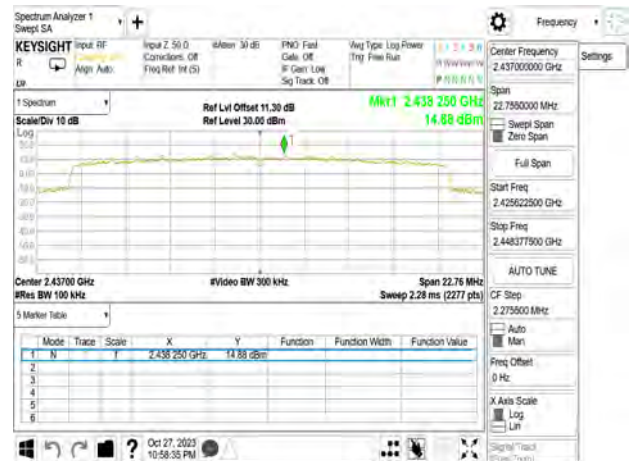 Spectrum Analyzer 1
Swept SA
Frequency
KEYSIGHT
Input: RF
Input Z: 50 Ω
#Atten: 30 dB
PNO: Fast
Avg Type: Log-Power
R
Corrections: Off
Gate: Off
Trig: Free Run
Align: Auto
Freq Ref: Int (S)
IF Gain: Low
Sig Track: Off
P N N N N N
1 Spectrum
Ref Lvl Offset 11.30 dB
Mkr1 2.438 250 GHz
Scale/Div 10 dB
Ref Level 30.00 dBm
14.88 dBm
Log
1
Center 2.43700 GHz
#Video BW 300 kHz
Span 22.76 MHz
#Res BW 100 kHz
Sweep 2.28 ms (2277 pts)
5 Marker Table
Mode Trace Scale X Y Function Function Width Function Value
1 N f 2.438 250 GHz 14.88 dBm
2
3
4
5
6
Oct 27, 2023
10:58:35 PM
?
Center Frequency
2.437000000 GHz
Settings
Span
22.7550000 MHz
Swept Span
Zero Span
Full Span
Start Freq
2.425622500 GHz
Stop Freq
2.448377500 GHz
AUTO TUNE
CF Step
2.275500 MHz
Auto
Man
Freq Offset
0 Hz
X Axis Scale
Log
Lin
Signal Track